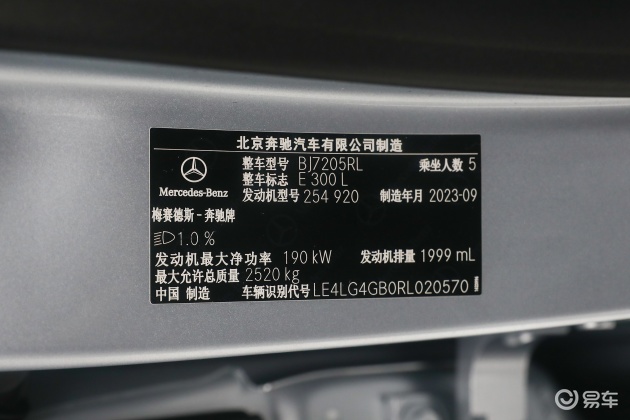 北京奔驰汽车有限公司制造
整车型号 BJ7205RL 乘坐人数 5
整车标志 E 300 L
发动机型号 254 920 制造年月 2023-09
Mercedes-Benz
梅赛德斯-奔驰牌
1.0 %
发动机最大净功率 190 kW 发动机排量 1999 mL
最大允许总质量 2520 kg
中国 制造 车辆识别代号 LE4LG4GB0RL020570
易车